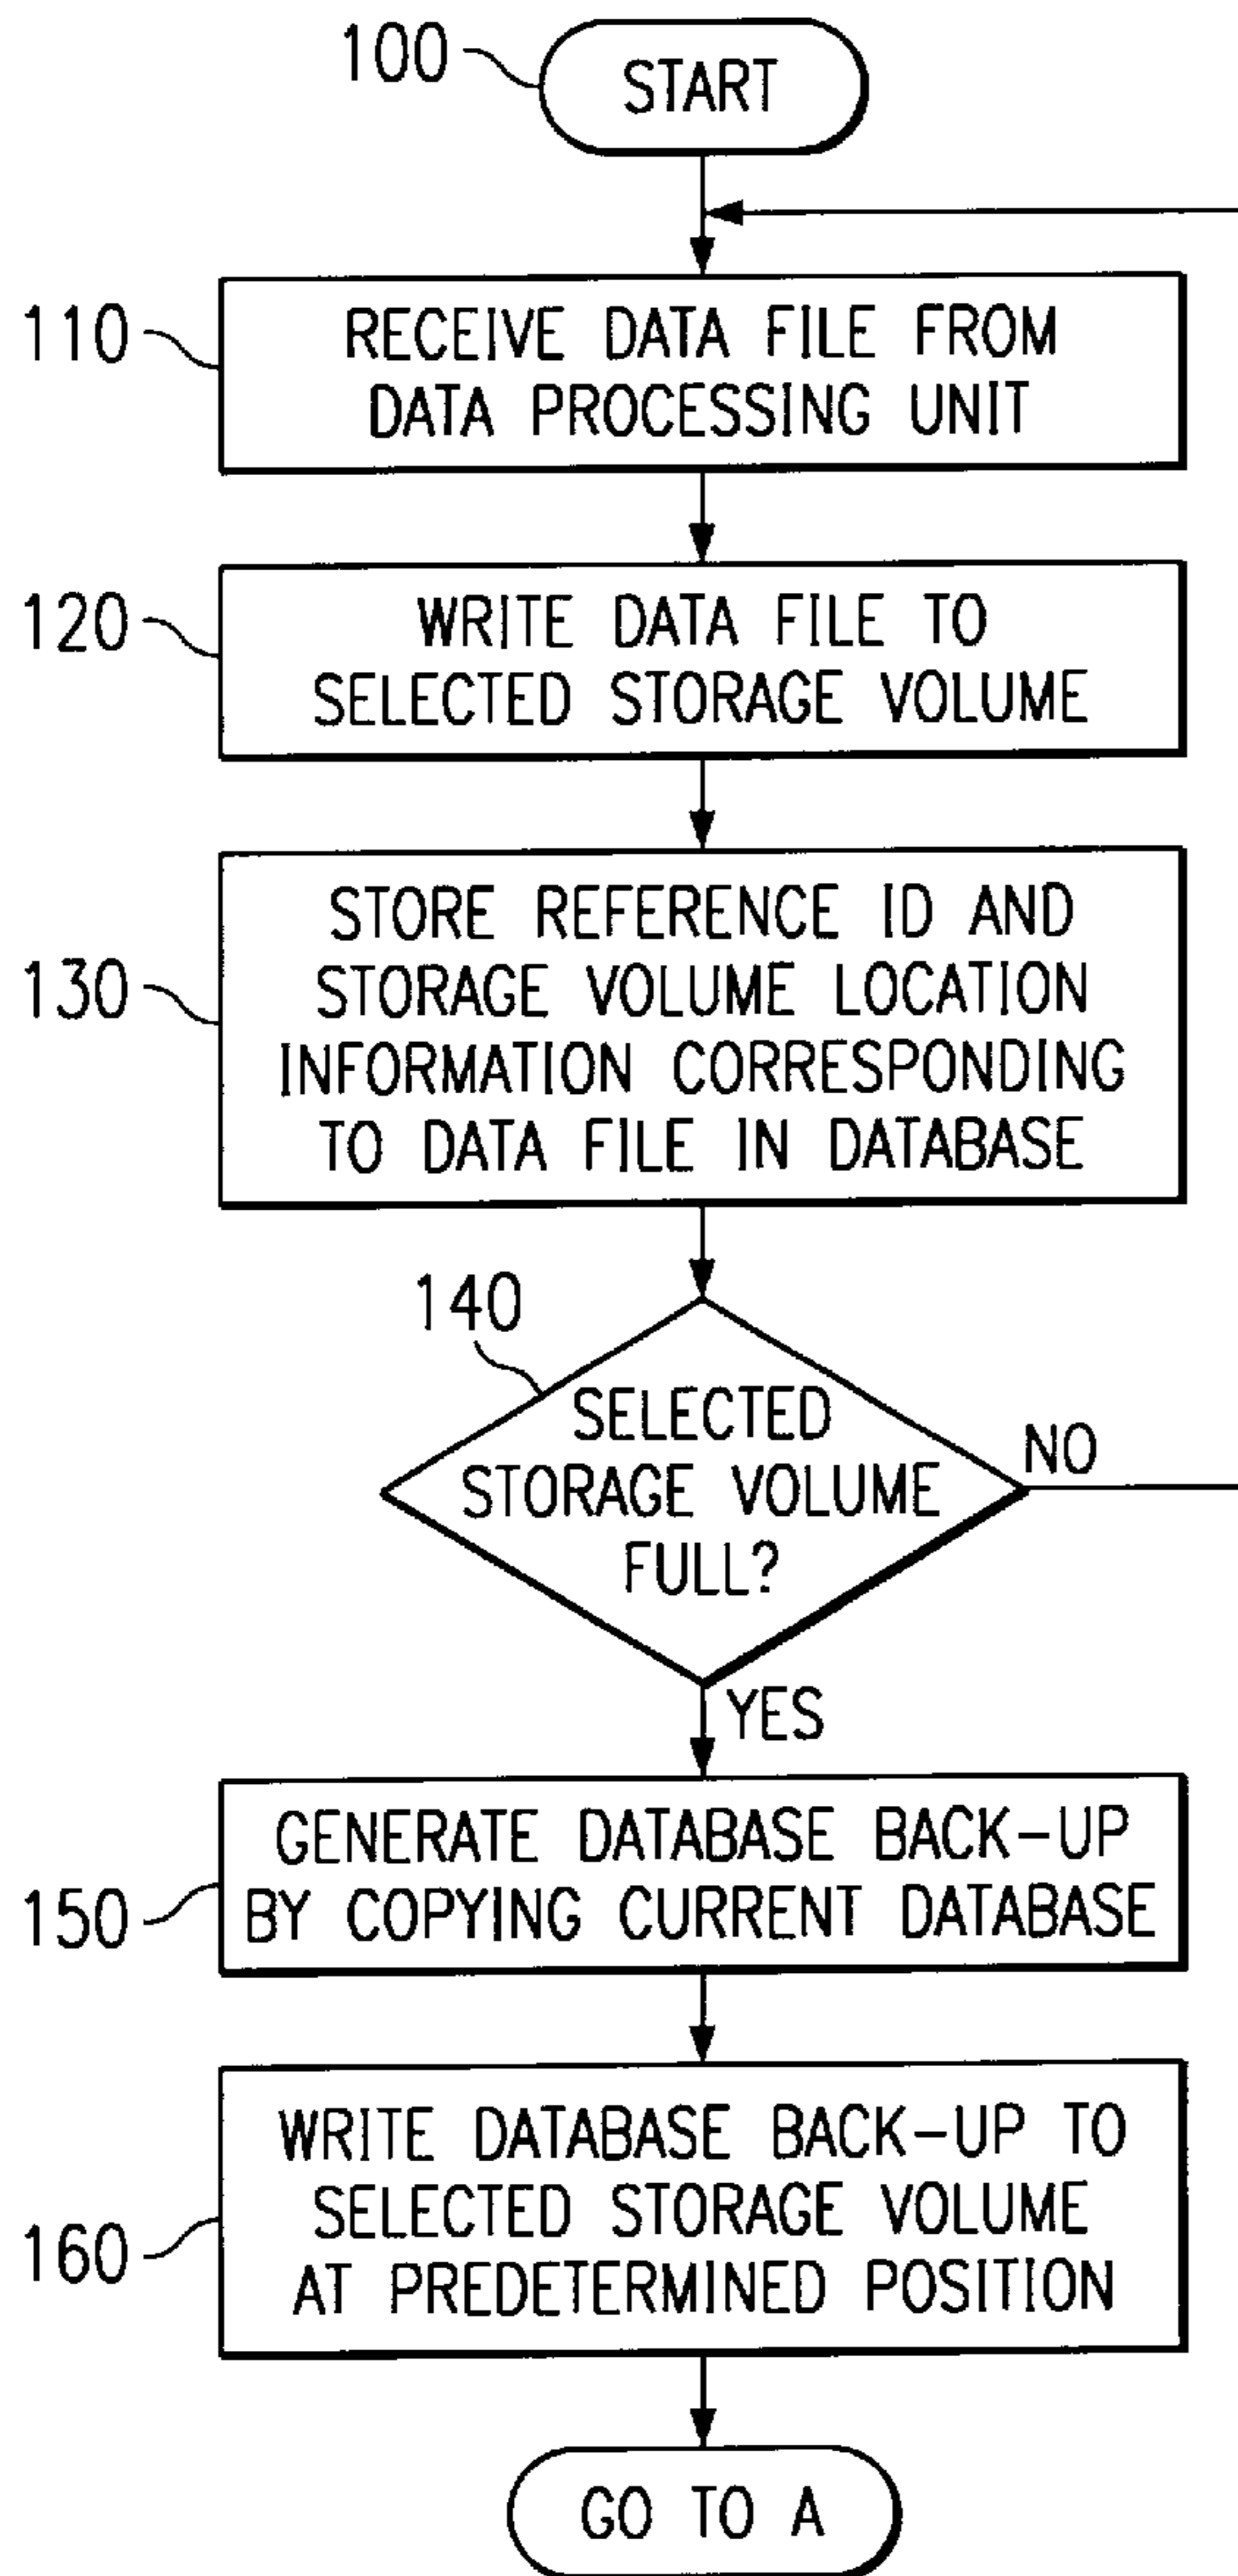 100
START
110
RECEIVE DATA FILE FROM
DATA PROCESSING UNIT
120
WRITE DATA FILE TO
SELECTED STORAGE VOLUME
130
STORE REFERENCE ID AND
STORAGE VOLUME LOCATION
INFORMATION CORRESPONDING
TO DATA FILE IN DATABASE
140
SELECTED
STORAGE VOLUME
FULL?
NO
YES
150
GENERATE DATABASE BACK-UP
BY COPYING CURRENT DATABASE
160
WRITE DATABASE BACK-UP TO
SELECTED STORAGE VOLUME
AT PREDETERMINED POSITION
GO TO A